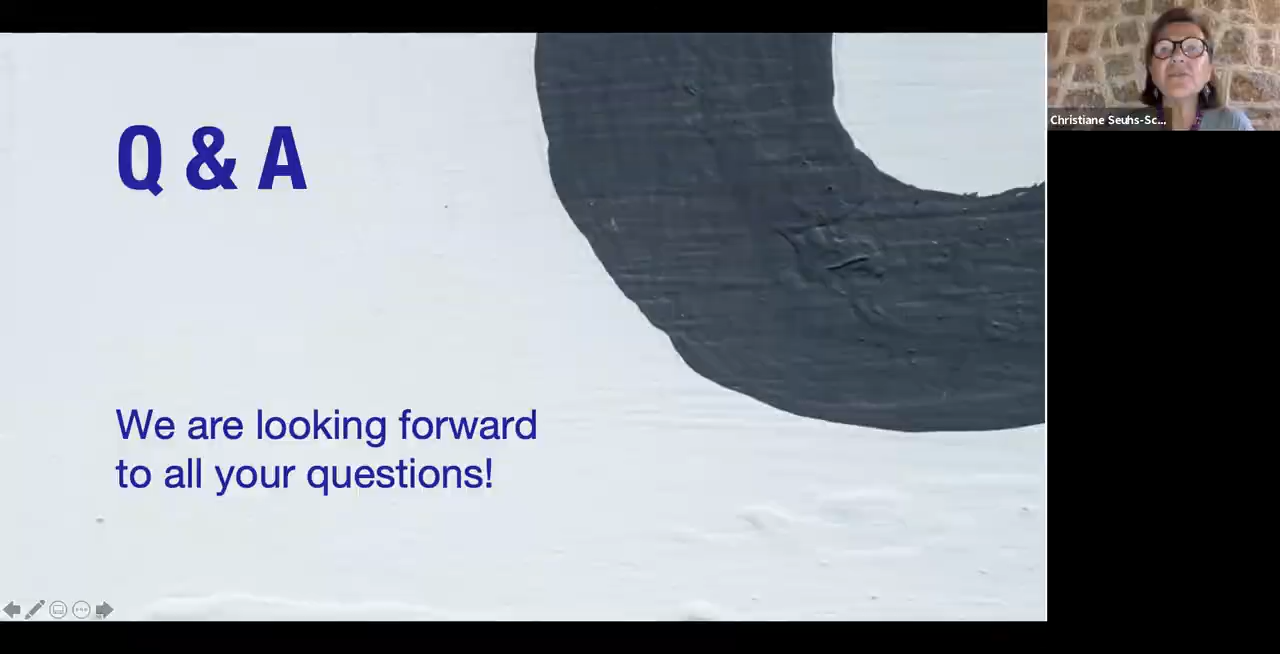 Q & A
We are looking forward
to all your questions!
Christiane Seuhs-Sc...